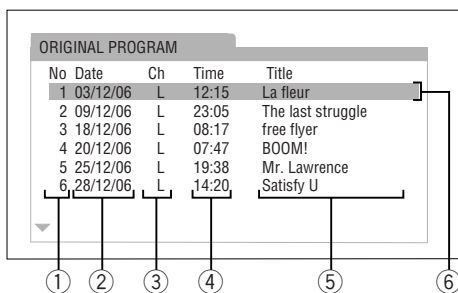 ORIGINAL PROGRAM
No Date Ch Time Title
1 03/12/06 L 12:15 La fleur
2 09/12/06 L 23:05 The last struggle
3 18/12/06 L 08:17 free flyer
4 20/12/06 L 07:47 BOOM!
5 25/12/06 L 19:38 Mr. Lawrence
6 28/12/06 L 14:20 Satisfy U
① ② ③ ④ ⑤ ⑥